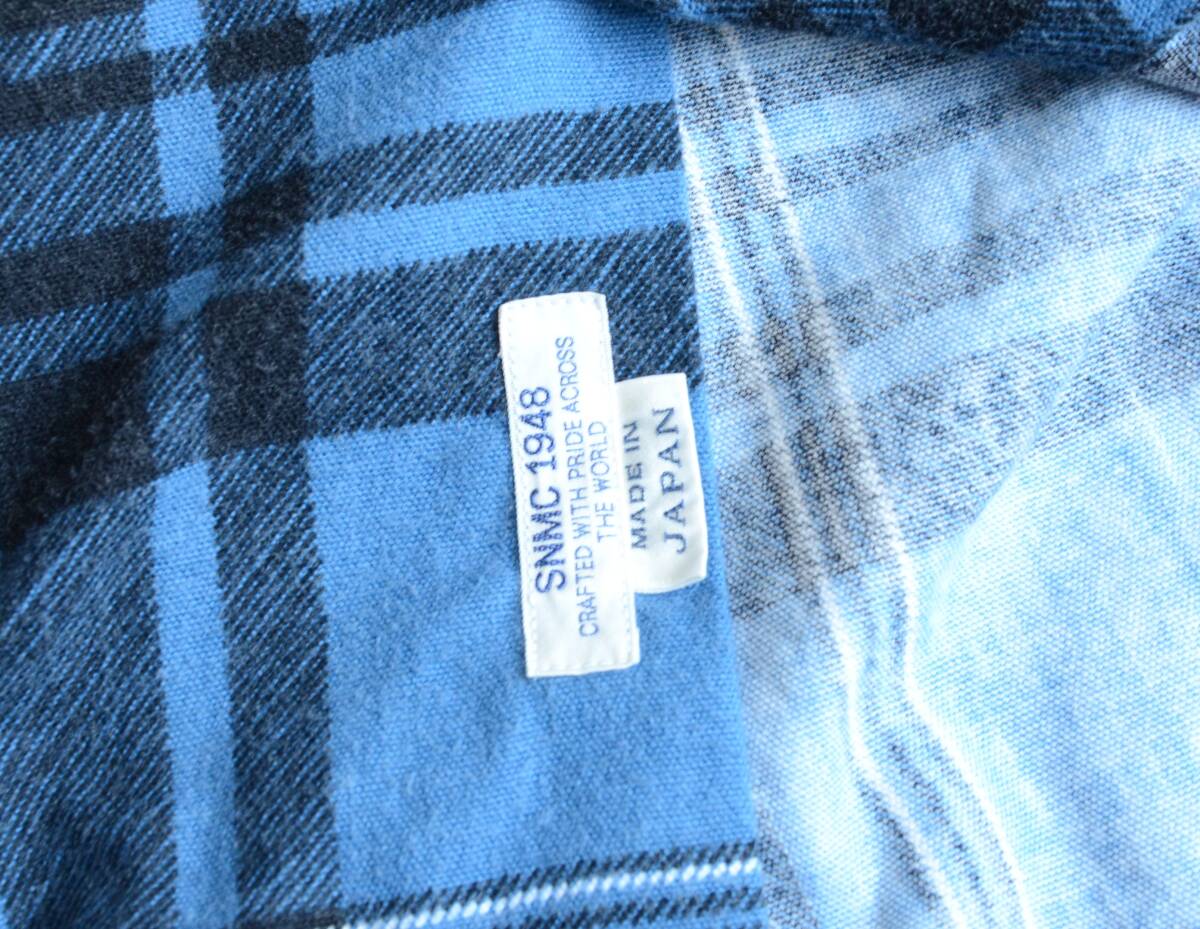 SNMC 1948
CRAFTED WITH PRIDE ACROSS
THE WORLD
MADE IN
JAPAN